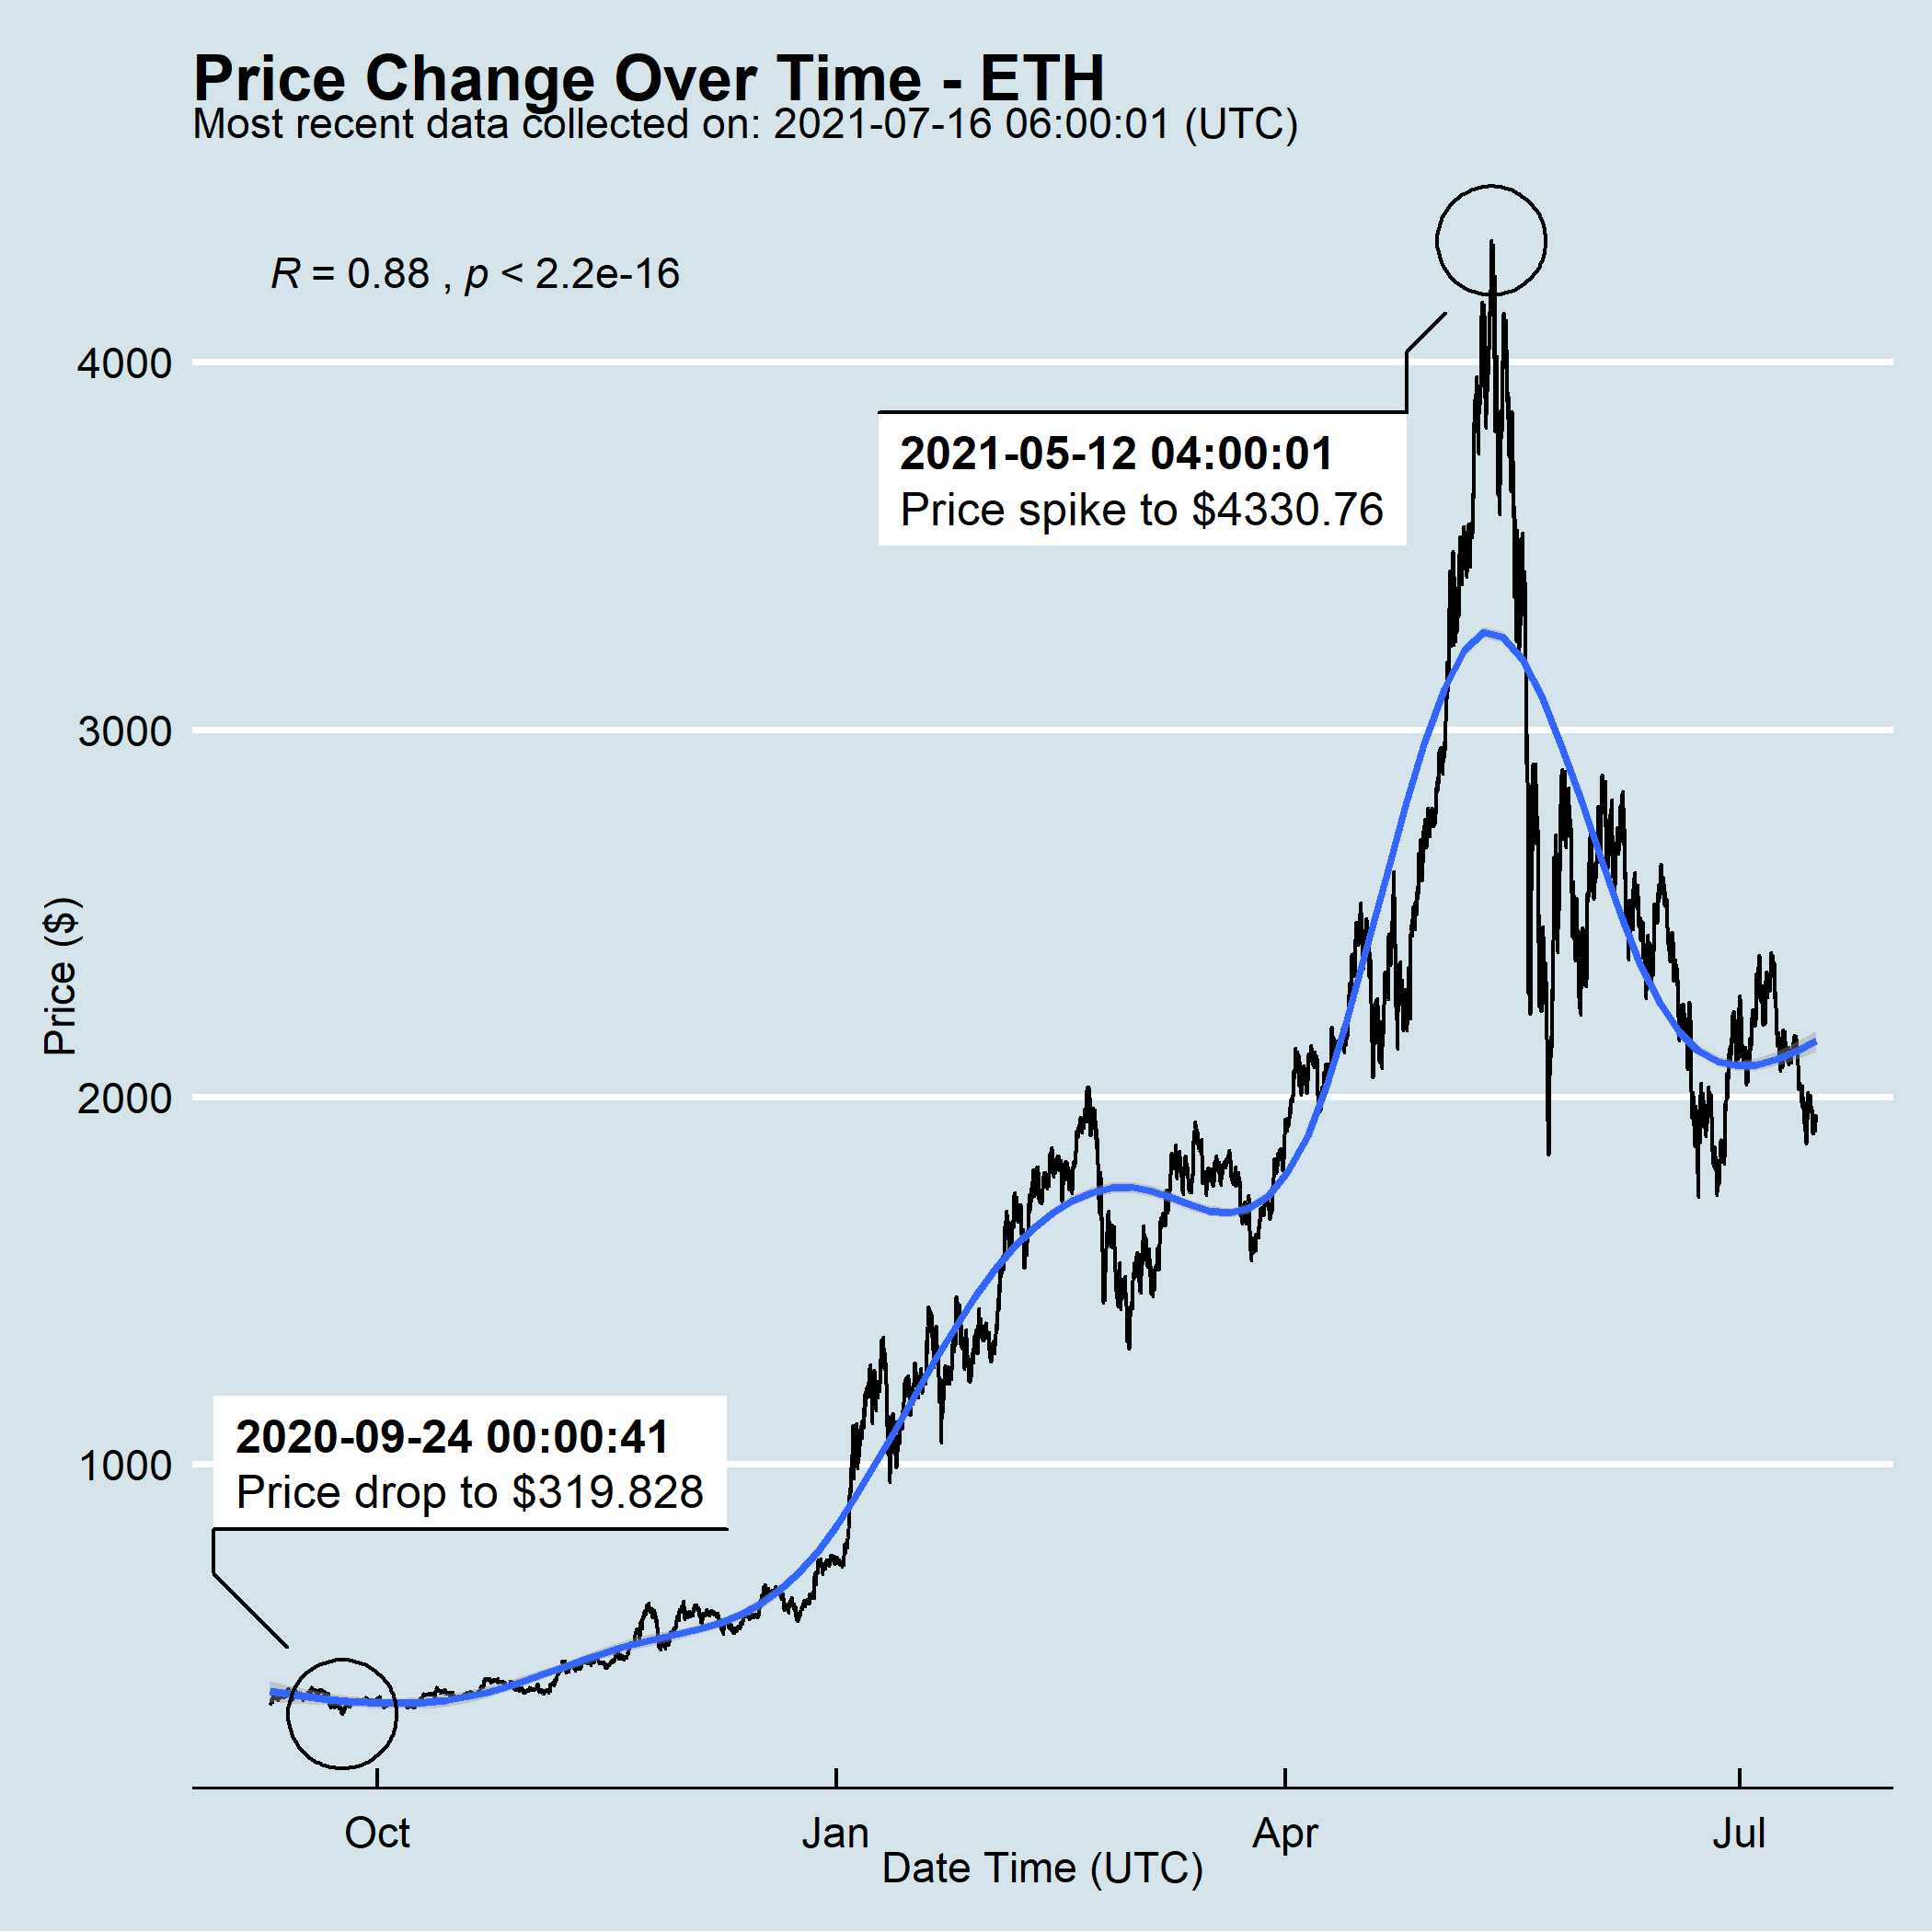 Price Change Over Time - ETH
Most recent data collected on: 2021-07-16 06:00:01 (UTC)
R = 0.88 , p < 2.2e-16
4000
2021-05-12 04:00:01
Price spike to $4330.76
3000
Price ($)
2000
2020-09-24 00:00:41
1000
Price drop to $319.828
Oct
Jan
Apr
Jul
Date Time (UTC)